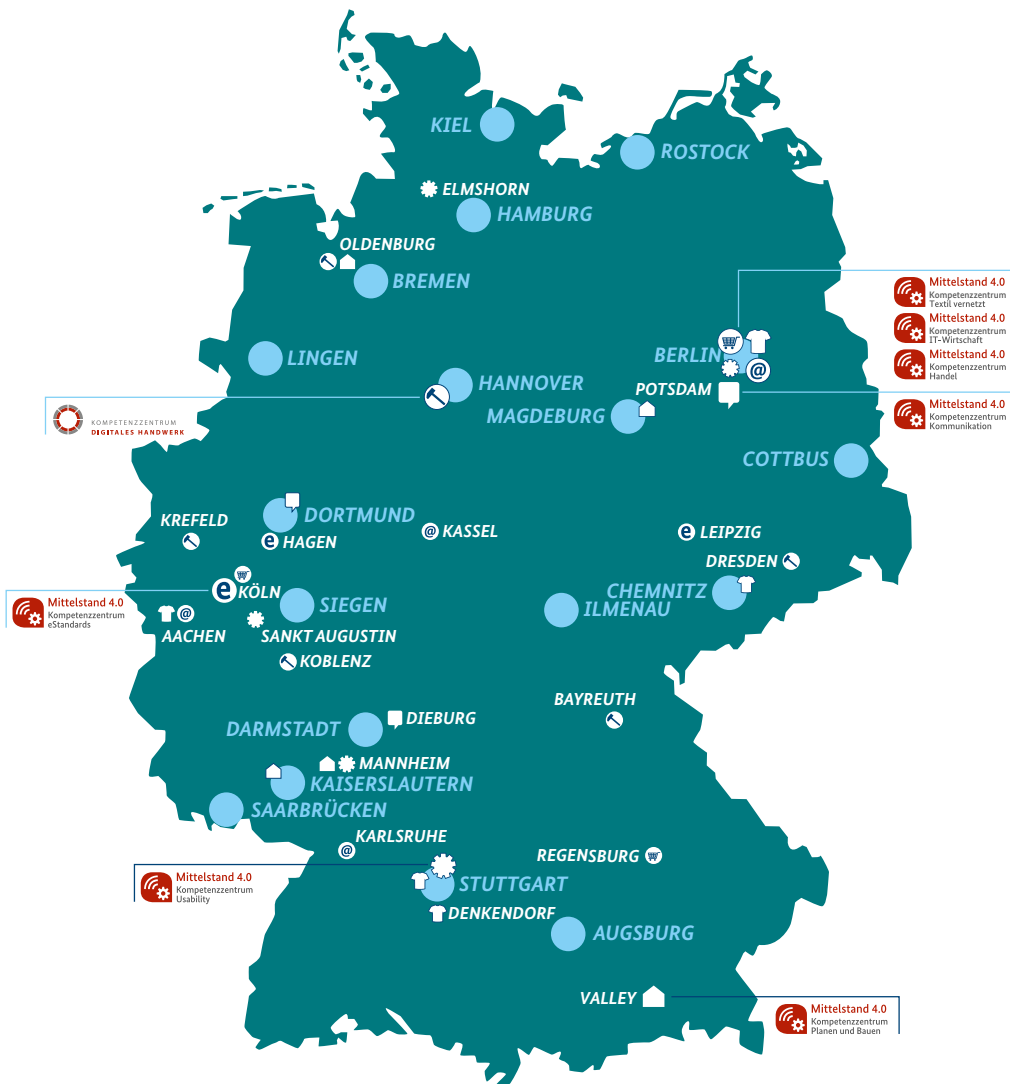 KIEL
ROSTOCK
ELMSHORN
HAMBURG
OLDENBURG
BREMEN
Mittelstand 4.0
Kompetenzzentrum
Textil vernetzt
Mittelstand 4.0
Kompetenzzentrum
IT-Wirtschaft
Mittelstand 4.0
Kompetenzzentrum
Handel
LINGEN
BERLIN
@
HANNOVER
POTSDAM
MAGDEBURG
Mittelstand 4.0
Kompetenzzentrum
Kommunikation
KOMPETENZZENTRUM
DIGITALES HANDWERK
COTTBUS
DORTMUND
KREFELD
e HAGEN
@ KASSEL
e LEIPZIG
DRESDEN
e KÖLN
CHEMNITZ
SIEGEN
ILMENAU
Mittelstand 4.0
Kompetenzzentrum
eStandards
@
AACHEN
SANKT AUGUSTIN
KOBLENZ
BAYREUTH
DIEBURG
DARMSTADT
MANNHEIM
KAISERSLAUTERN
SAARBRÜCKEN
KARLSRUHE
@
REGENSBURG
Mittelstand 4.0
Kompetenzzentrum
Usability
STUTTGART
DENKENDORF
AUGSBURG
VALLEY
Mittelstand 4.0
Kompetenzzentrum
Planen und Bauen